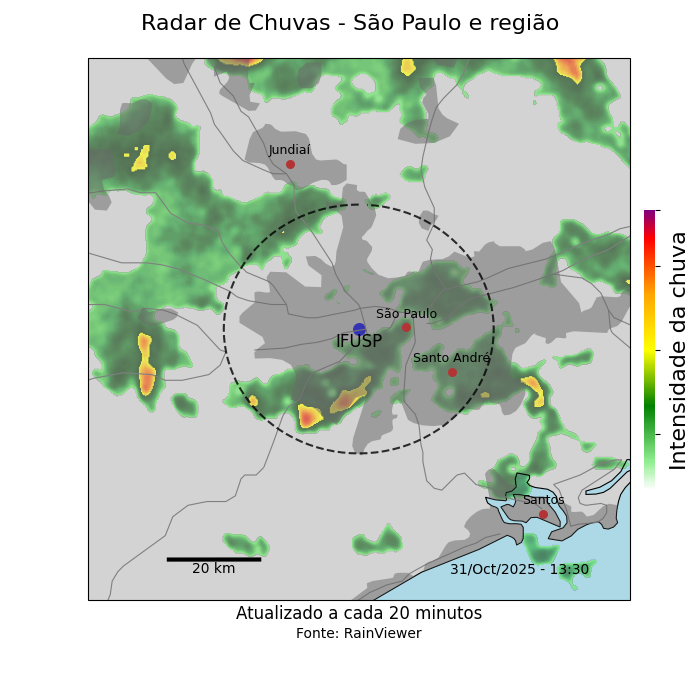 Radar de Chuvas - São Paulo e região
Jundiaí
São Paulo
IFUSP
Santo André
Santos
20 km
31/Oct/2025 - 13:30
Intensidade da chuva
Atualizado a cada 20 minutos
Fonte: RainViewer